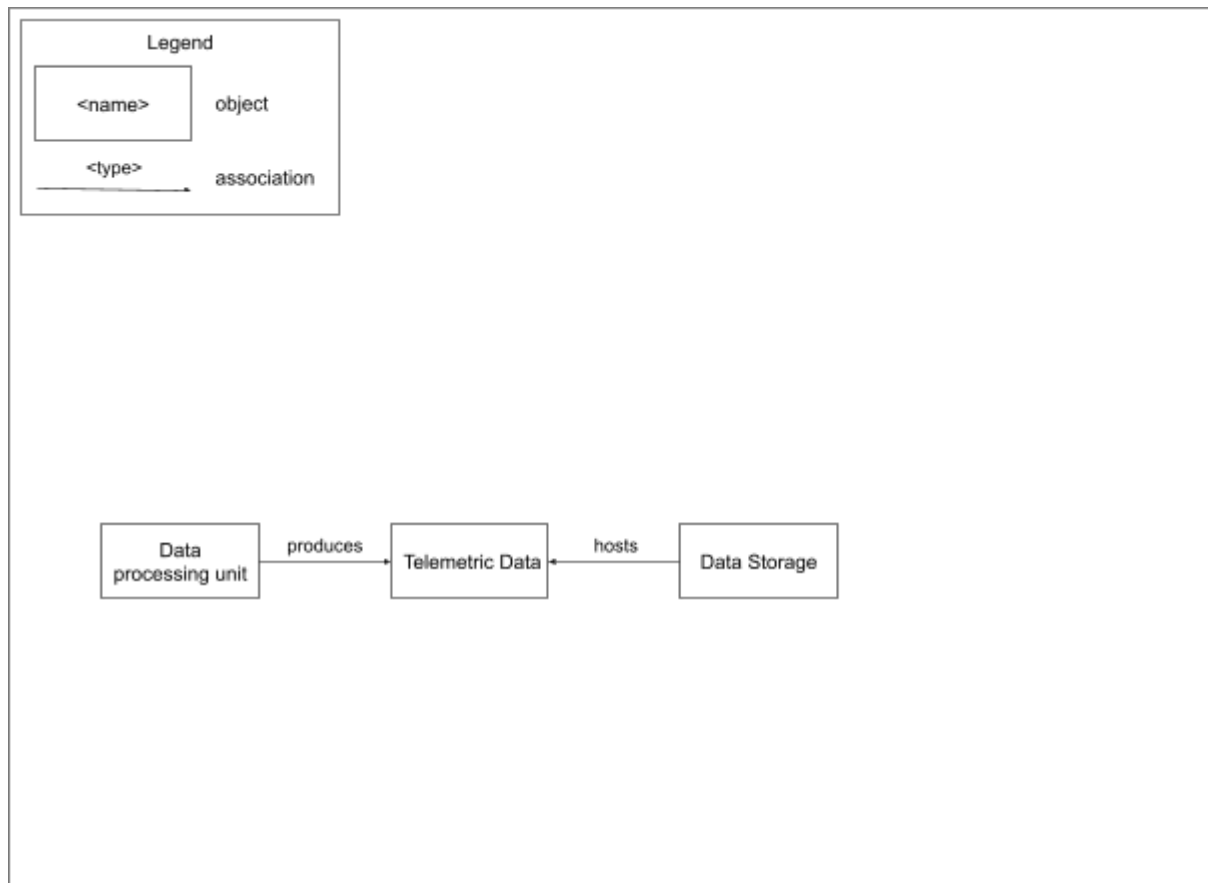 Legend
<name>
object
<type>
association
Data
processing unit
produces
Telemetric Data
hosts
Data Storage